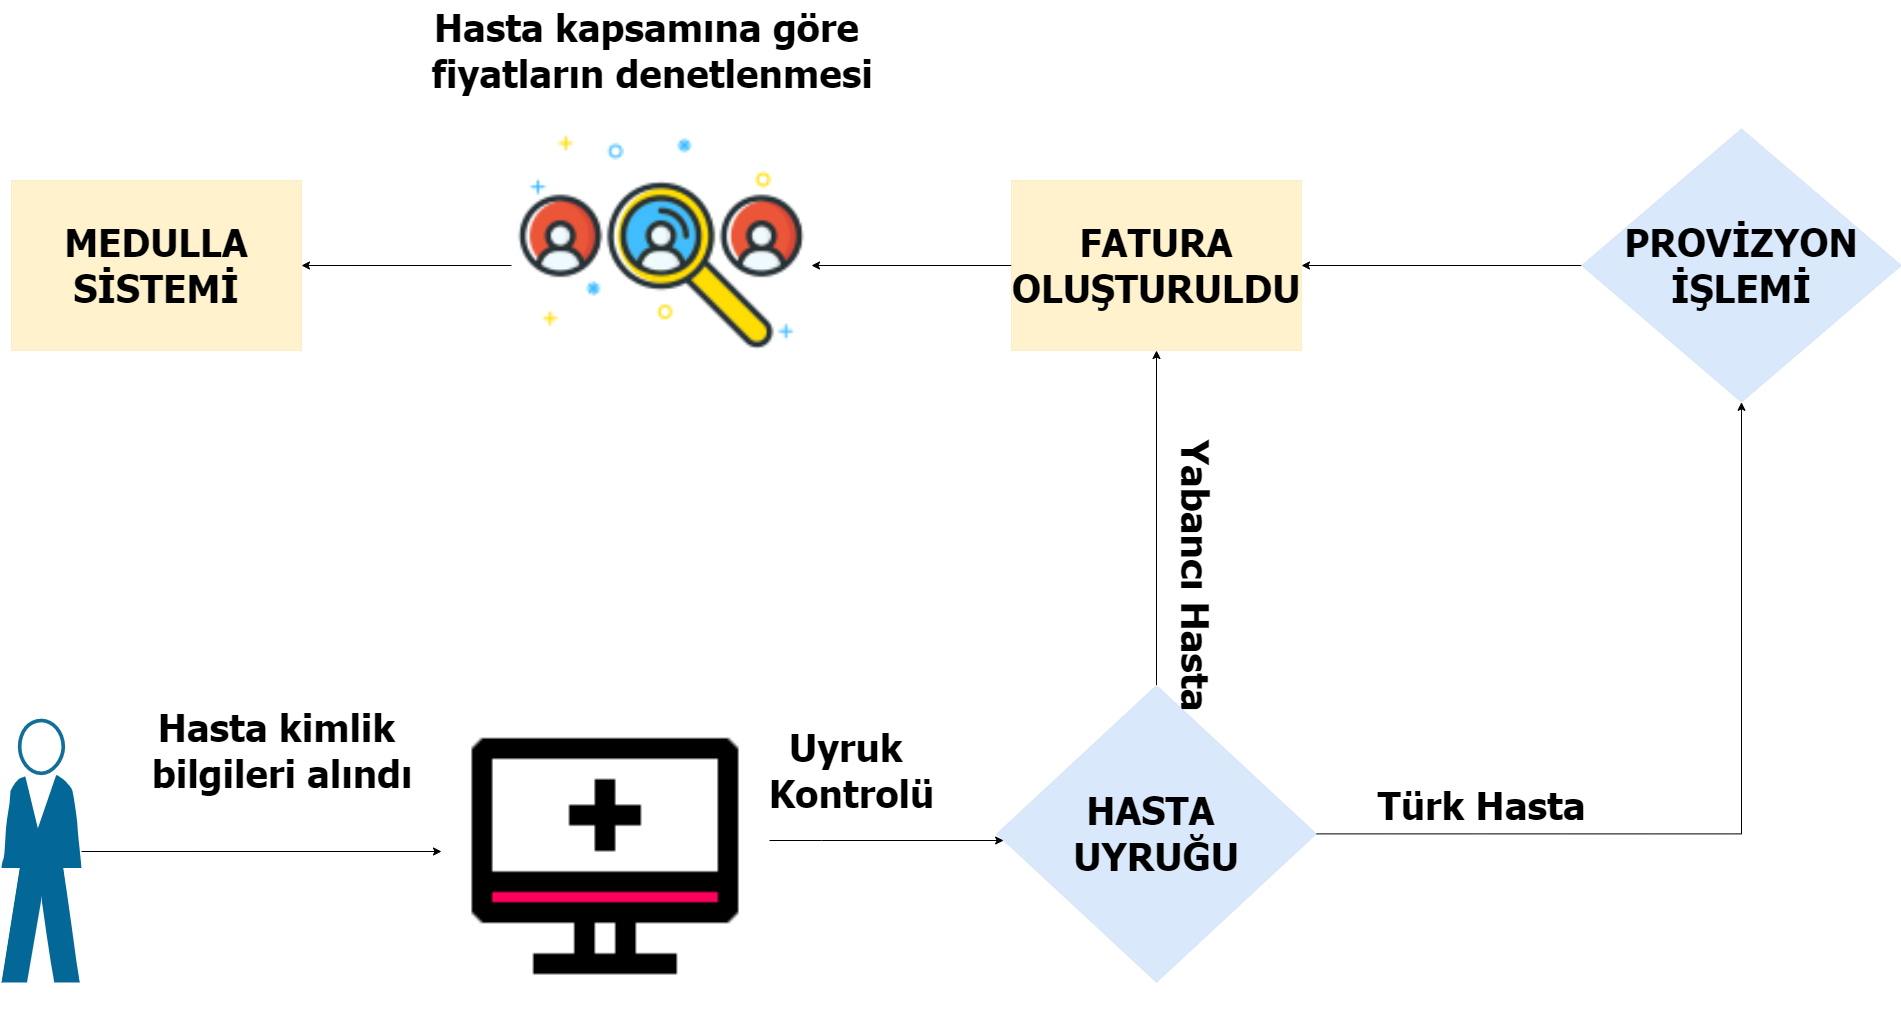 Hasta kapsamına göre
fiyatların denetlenmesi
MEDULLA
SİSTEMİ
FATURA
OLUŞTURULDU
PROVİZYON
İŞLEMİ
Yabancı Hasta
Hasta kimlik
bilgileri alındı
Uyruk
Kontrolü
HASTA
UYRUĞU
Türk Hasta